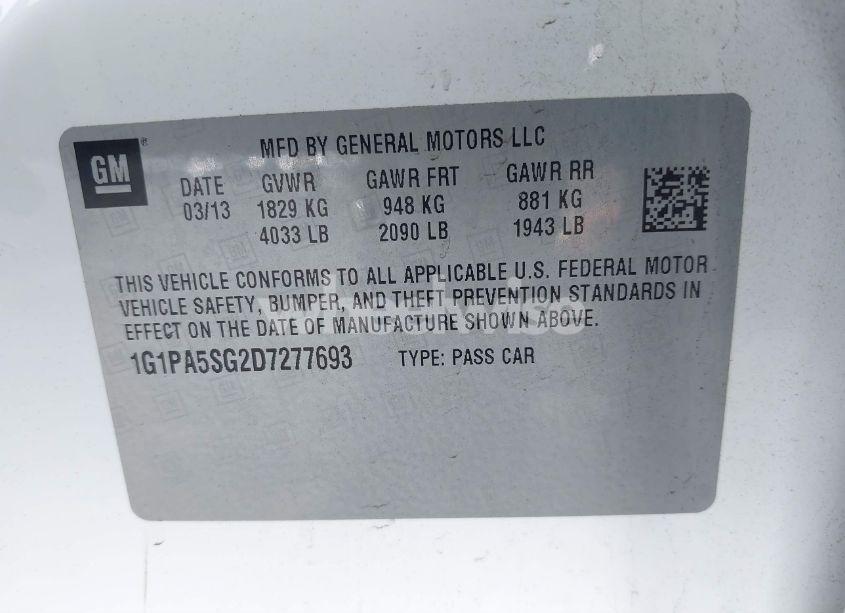 GM
MFD BY GENERAL MOTORS LLC
DATE GVWR GAWR FRT GAWR RR
03/13 1829 KG 948 KG 881 KG
4033 LB 2090 LB 1943 LB
THIS VEHICLE CONFORMS TO ALL APPLICABLE U.S. FEDERAL MOTOR
VEHICLE SAFETY, BUMPER, AND THEFT PREVENTION STANDARDS IN
EFFECT ON THE DATE OF MANUFACTURE SHOWN ABOVE.
1G1PA5SG2D7277693 TYPE: PASS CAR